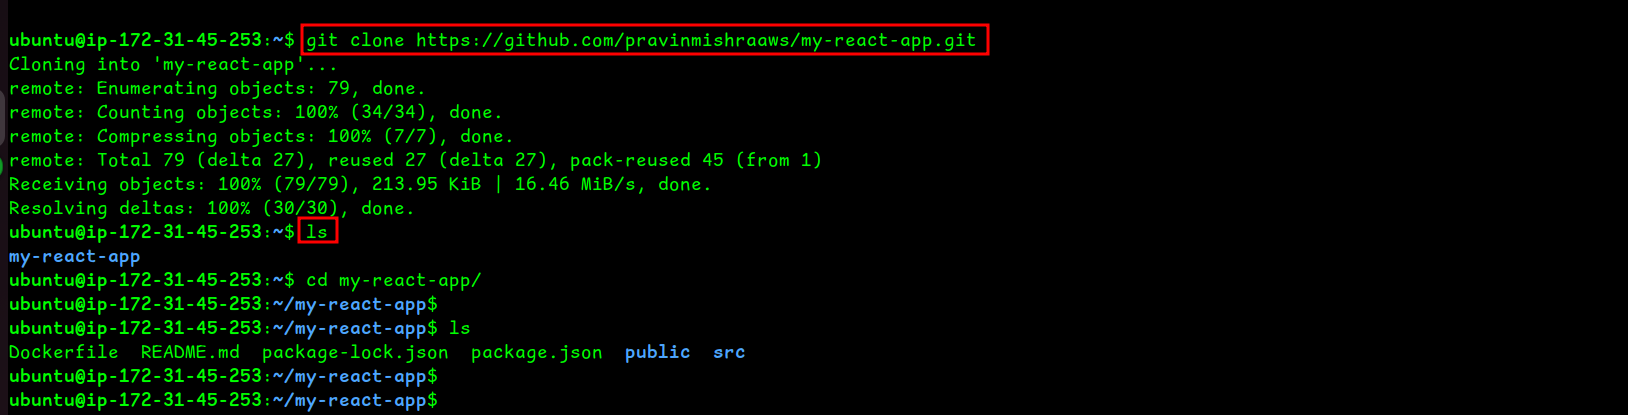 ubuntu@ip-172-31-45-253:~$ git clone https://github.com/pravinmishraaws/my-react-app.git
Cloning into 'my-react-app'...
remote: Enumerating objects: 79, done.
remote: Counting objects: 100% (34/34), done.
remote: Compressing objects: 100% (7/7), done.
remote: Total 79 (delta 27), reused 27 (delta 27), pack-reused 45 (from 1)
Receiving objects: 100% (79/79), 213.95 KiB | 16.46 MiB/s, done.
Resolving deltas: 100% (30/30), done.
ubuntu@ip-172-31-45-253:~$ ls
my-react-app
ubuntu@ip-172-31-45-253:~$ cd my-react-app/
ubuntu@ip-172-31-45-253:~/my-react-app$
ubuntu@ip-172-31-45-253:~/my-react-app$ ls
Dockerfile  README.md  package-lock.json  package.json  public  src
ubuntu@ip-172-31-45-253:~/my-react-app$
ubuntu@ip-172-31-45-253:~/my-react-app$